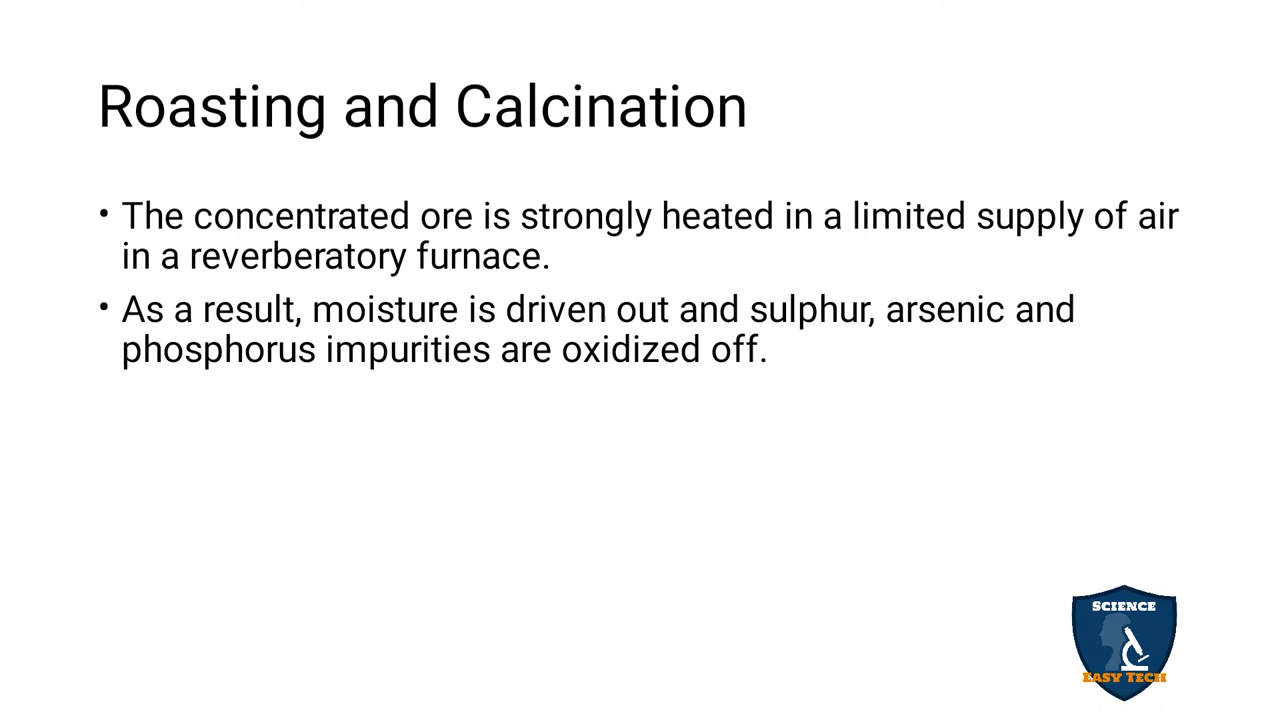 Roasting and Calcination
• The concentrated ore is strongly heated in a limited supply of air
in a reverberatory furnace.
• As a result, moisture is driven out and sulphur, arsenic and
phosphorus impurities are oxidized off.
SCIENCE
EASY TECH